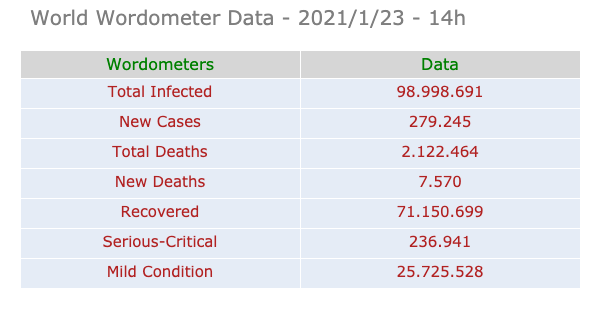 World Wordometer Data - 2021/1/23 - 14h
Wordometers Data
Total Infected 98.998.691
New Cases 279.245
Total Deaths 2.122.464
New Deaths 7.570
Recovered 71.150.699
Serious-Critical 236.941
Mild Condition 25.725.528